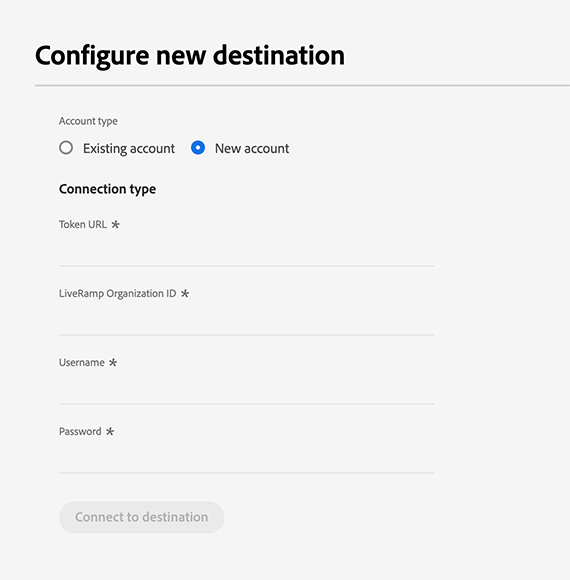 Configure new destination
Account type
Existing account New account
Connection type
Token URL *
LiveRamp Organization ID *
Username *
Password *
Connect to destination